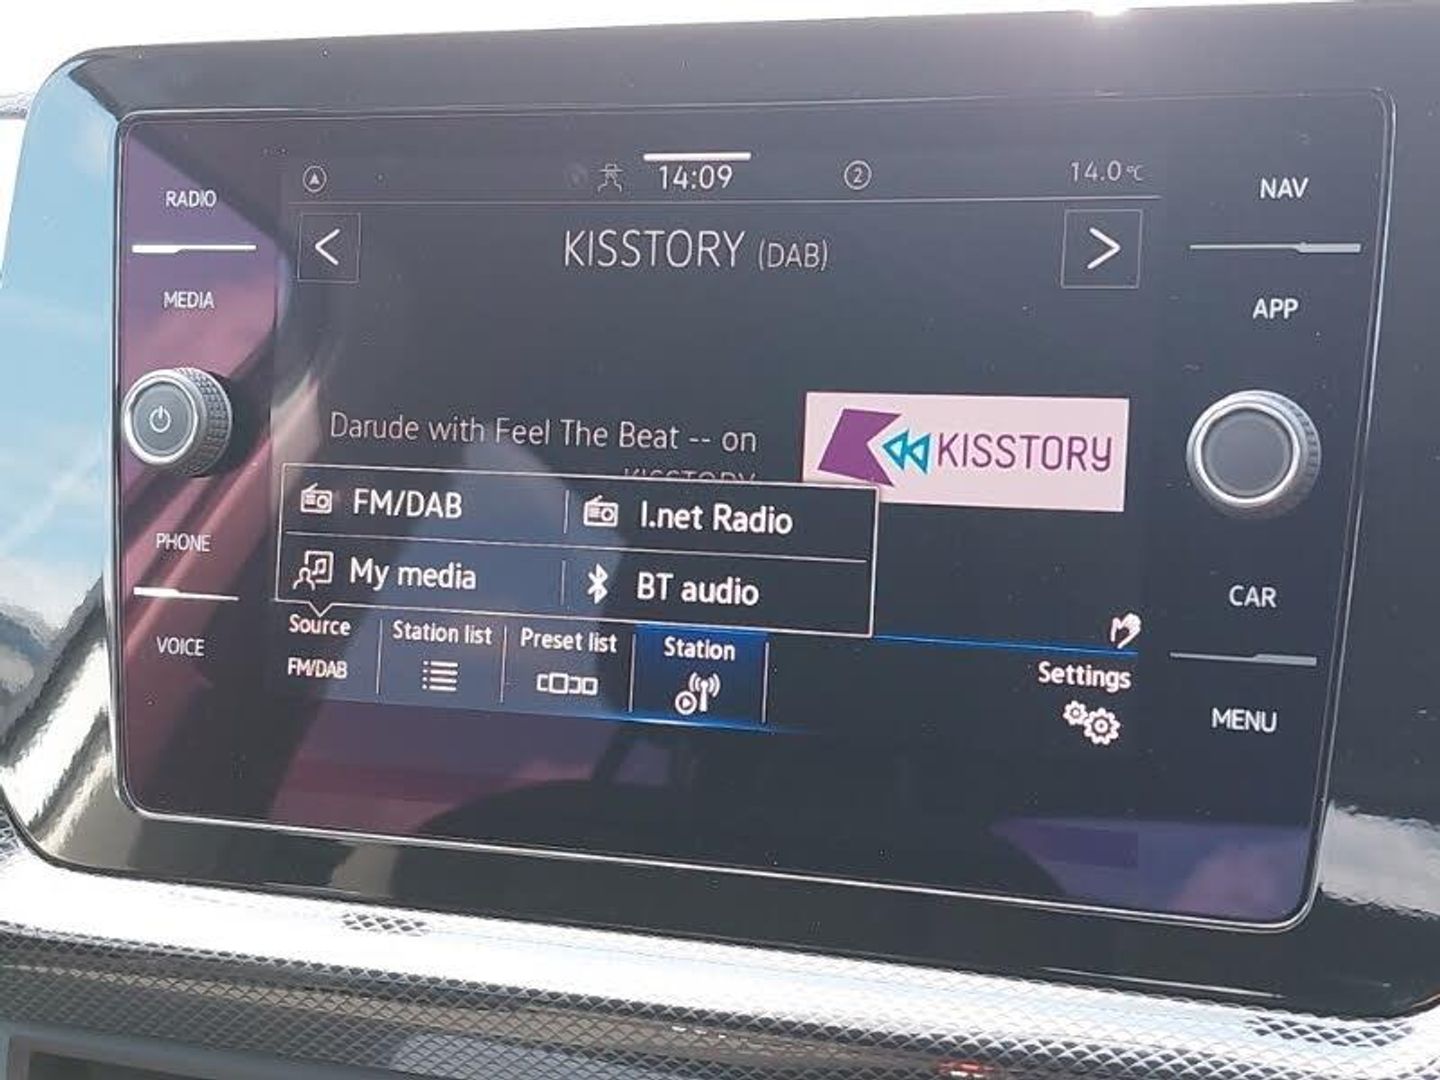 RADIO
MEDIA
PHONE
VOICE
14:09
2
14.0°C
KISSTORY (DAB)
Darude with Feel The Beat -- on
KISSTORY
KISSTORY
FM/DAB
I.net Radio
My media
BT audio
Source
FM/DAB
Station list
Preset list
Station
Settings
NAV
APP
CAR
MENU